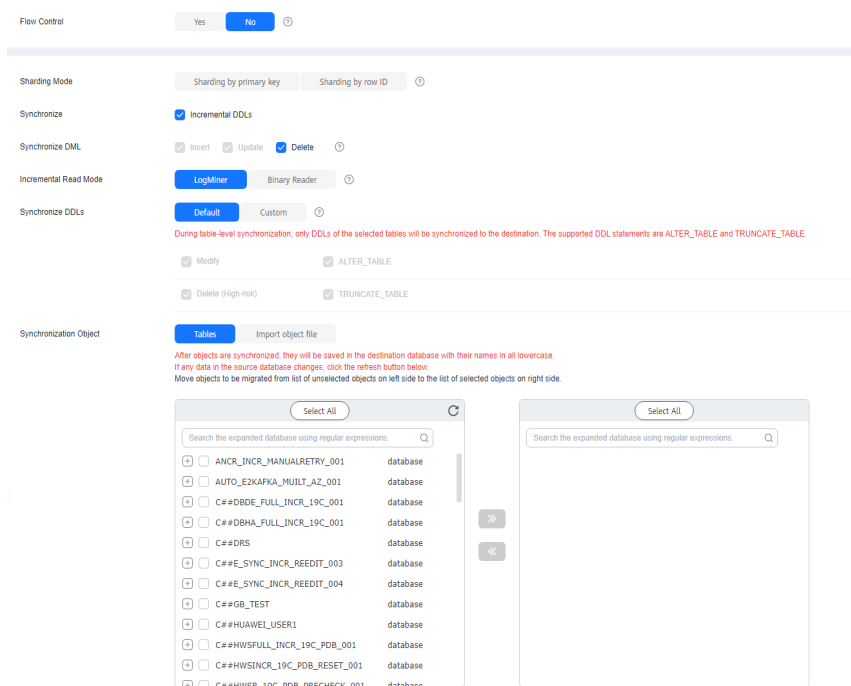 Flow Control Yes No ?
Sharding Mode Sharding by primary key Sharding by row ID ?
Synchronize Incremental DDLs
Synchronize DML Insert Update Delete ?
Incremental Read Mode LogMiner Binary Reader ?
Synchronize DDLs Default Custom ?
During table-level synchronization, only DDLs of the selected tables will be synchronized to the destination. The supported DDL statements are ALTER_TABLE and TRUNCATE_TABLE.
Modify ALTER_TABLE
Delete (High-risk) TRUNCATE_TABLE
Synchronization Object Tables Import object file
After objects are synchronized, they will be saved in the destination database with their names in all lowercase.
If any data in the source database changes, click the refresh button below.
Move objects to be migrated from list of unselected objects on left side to the list of selected objects on right side.
Select All Select All
Search the expanded database using regular expressions. Search the expanded database using regular expressions.
ANCR_INCR_MANUALRETRY_001 database
AUTO_E2KAFKA_MUILT_AZ_001 database
C##DBDE_FULL_INCR_19C_001 database
C##DBHA_FULL_INCR_19C_001 database
C##DRS database
C##E_SYNC_INCR_REEDIT_003 database
C##E_SYNC_INCR_REEDIT_004 database
C##GB_TEST database
C##HUAWEI_USER1 database
C##HWSFULL_INCR_19C_PDB_001 database
C##HWSINCR_19C_PDB_RESET_001 database
C##HWSR_19C_PDB_PRECHECK_001 database